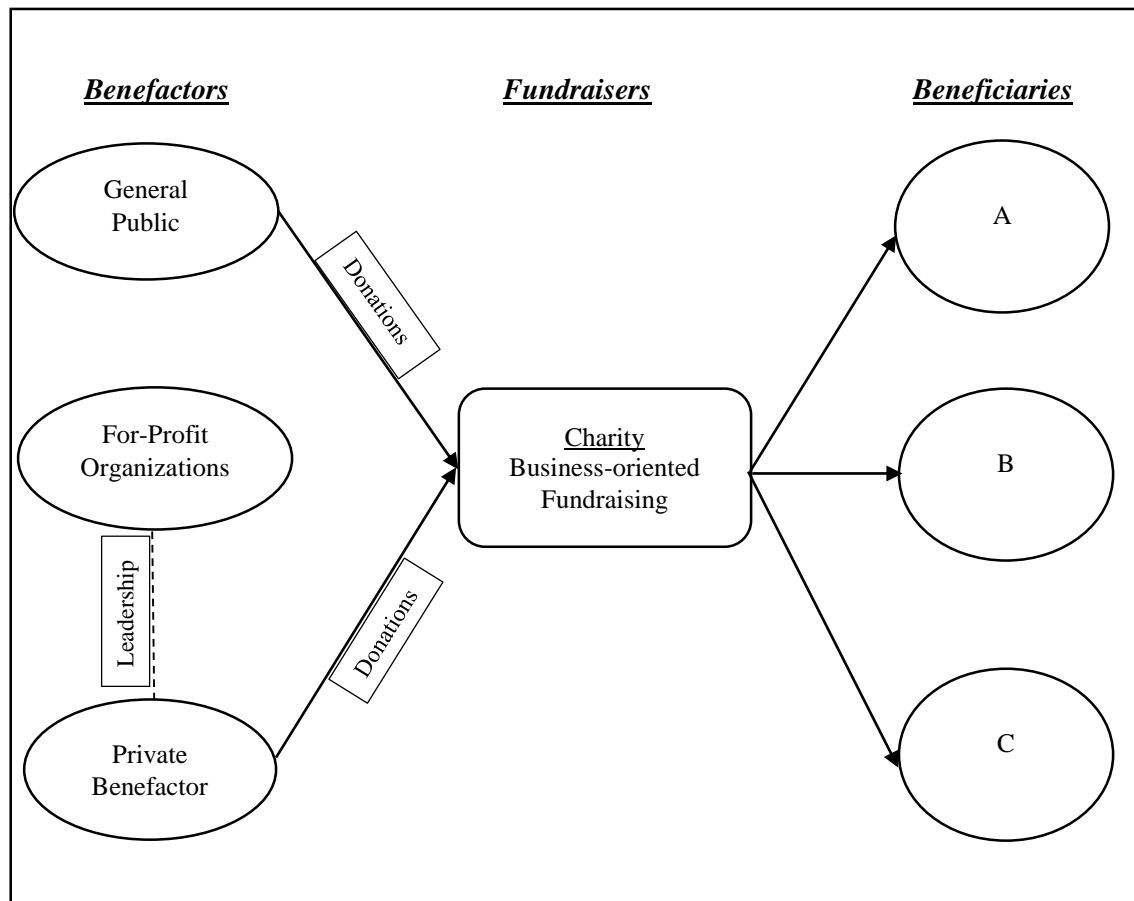 Benefactors
Fundraisers
Beneficiaries
General
Public
Donations
A
For-Profit
Organizations
Charity
Business-oriented
Fundraising
B
Leadership
Donations
Private
Benefactor
C